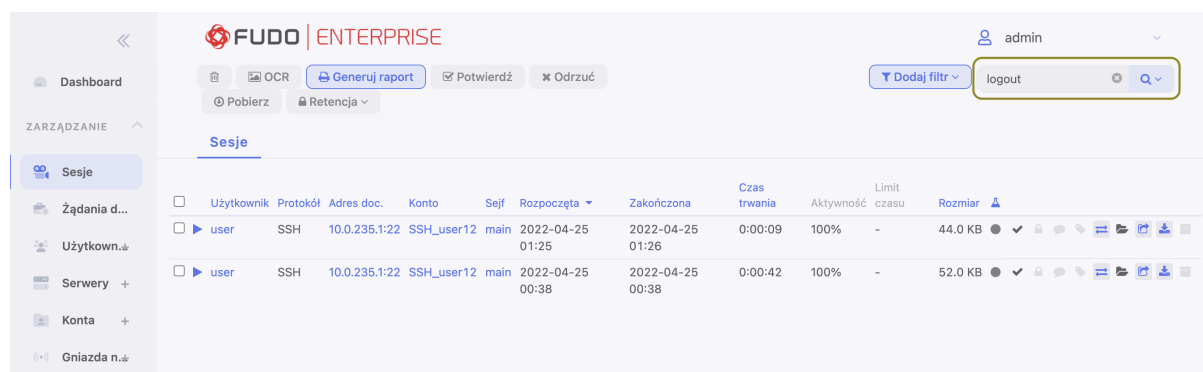 FUDO ENTERPRISE
admin
Dashboard
OCR Generuj raport Potwierdź Odrzuć
Dodaj filtr logout
Pobierz Retencja
ZARZĄDZANIE
Sesje
Sesje
Żądania d...
Użytkown...
Serwery +
Konta +
Gniazda n...
Użytkownik Protokół Adres doc. Konto Sejf Rozpoczęta Zakończona Czas trwania Aktywność Limit czasu Rozmiar
user SSH 10.0.235.1:22 SSH_user12 main 2022-04-25 01:25 2022-04-25 01:26 0:00:09 100% - 44.0 KB
user SSH 10.0.235.1:22 SSH_user12 main 2022-04-25 00:38 2022-04-25 00:38 0:00:42 100% - 52.0 KB